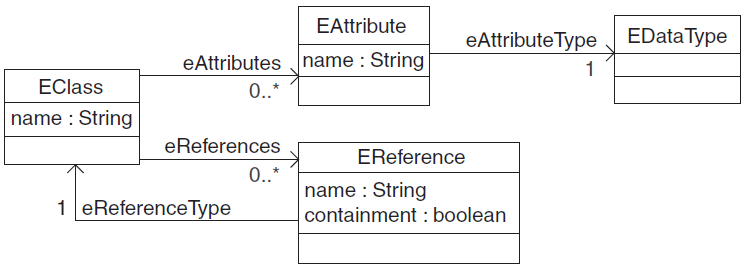 EAttribute
name : String
eAttributeType
1
EDataType
eAttributes
0..*
EClass
name : String
eReferences
0..*
EReference
name : String
containment : boolean
1
eReferenceType